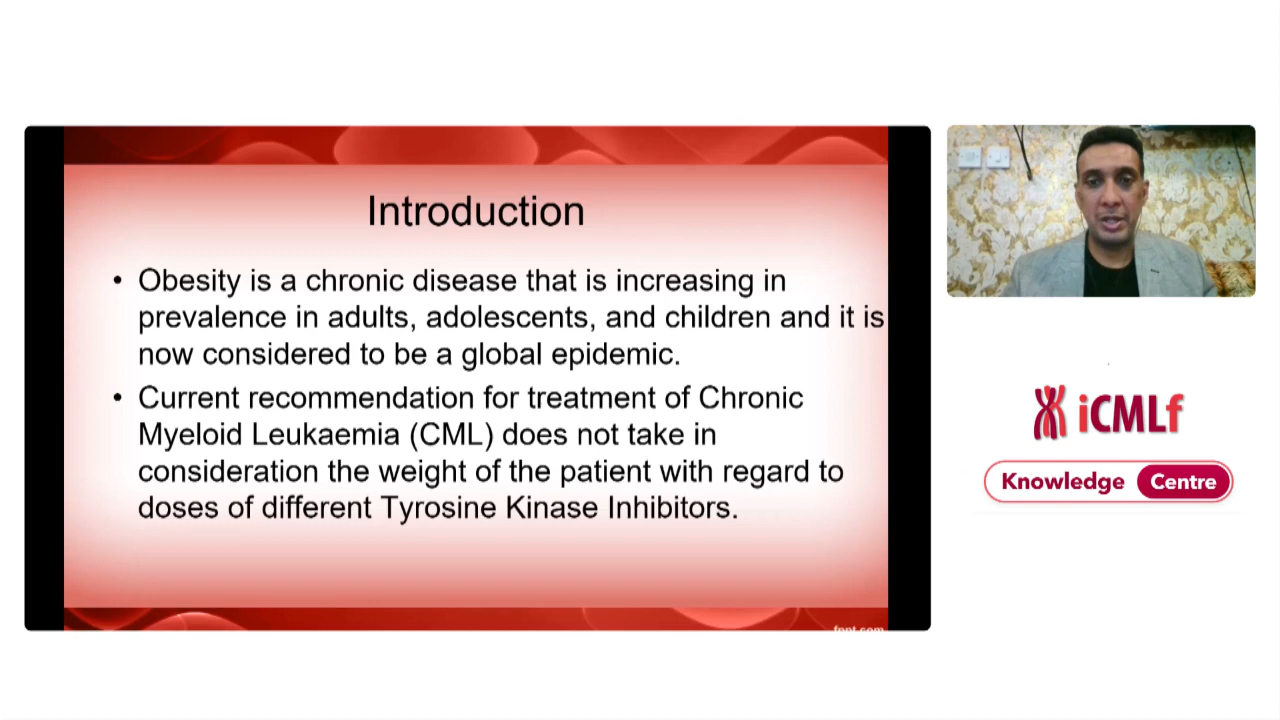 Introduction
• Obesity is a chronic disease that is increasing in
prevalence in adults, adolescents, and children and it is
now considered to be a global epidemic.
• Current recommendation for treatment of Chronic
Myeloid Leukaemia (CML) does not take in
consideration the weight of the patient with regard to
doses of different Tyrosine Kinase Inhibitors.
fppt.com
iCMLf
Knowledge Centre